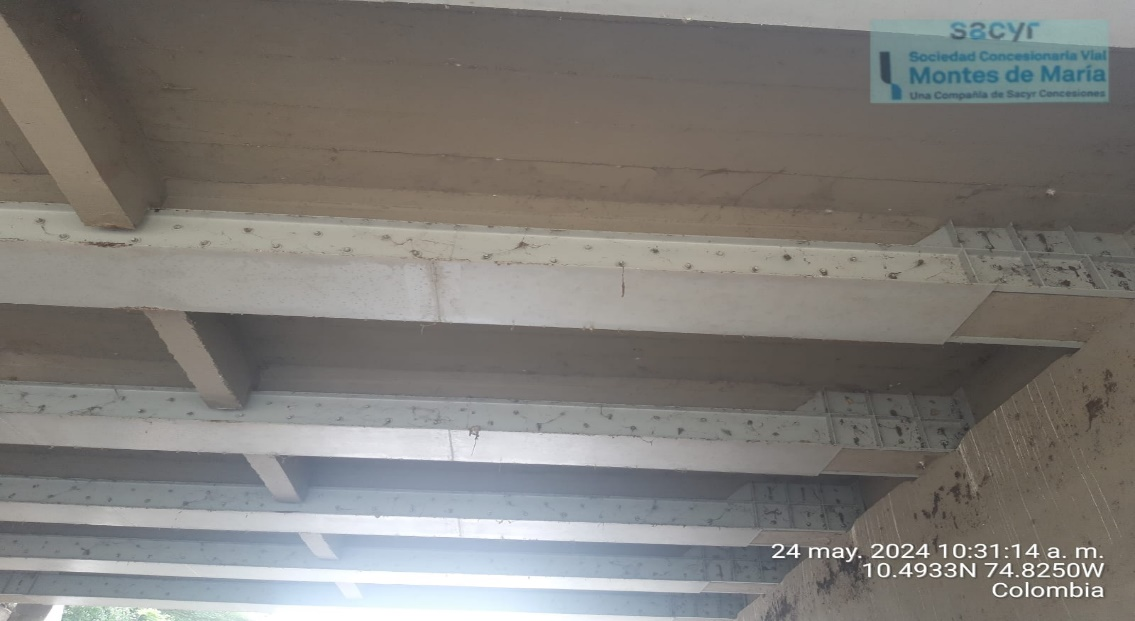 sacyr
Sociedad Concesionaria Vial
Montes de María
Una Compañía de Sacyr Concesiones
24 may. 2024 10:31:14 a. m.
10.4933N 74.8250W
Colombia